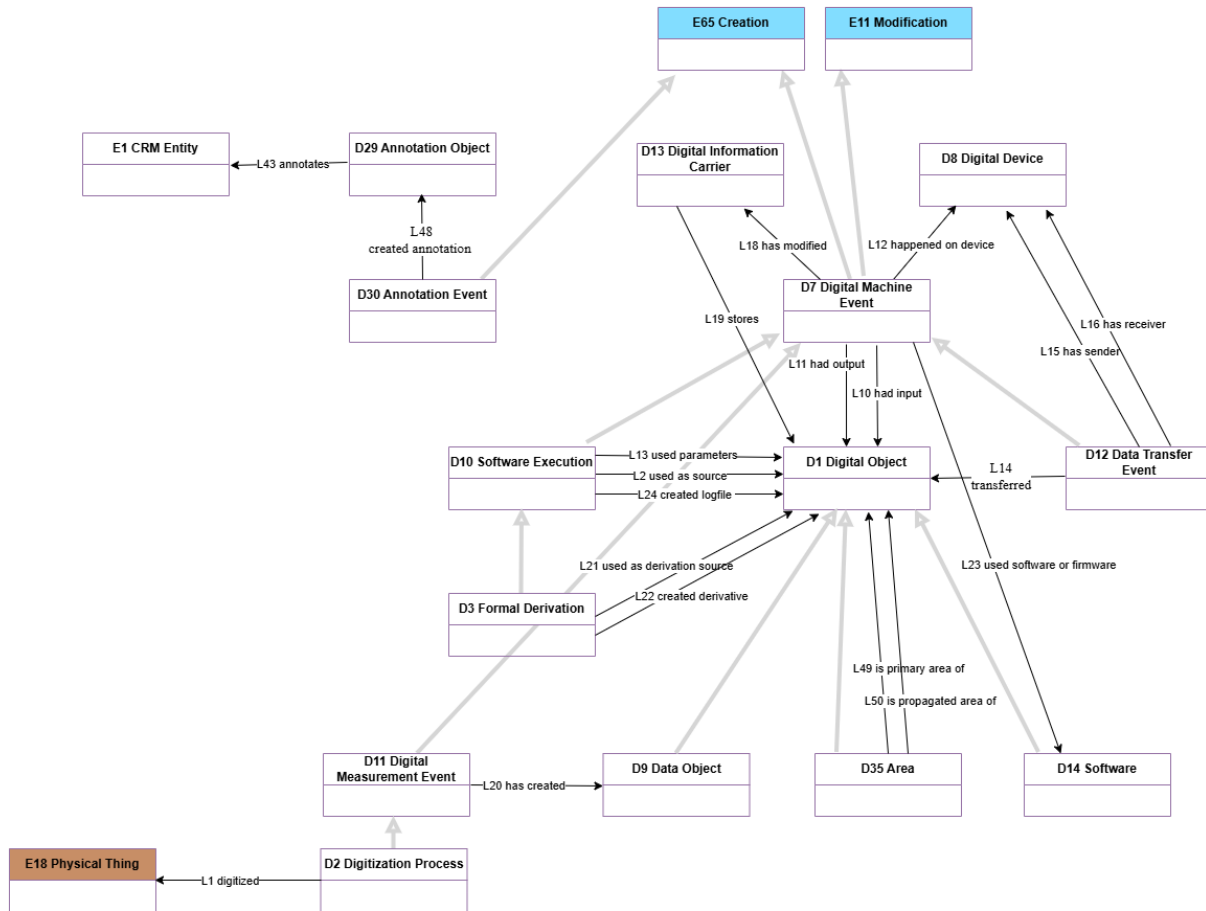 E65 Creation
E11 Modification
E1 CRM Entity
D29 Annotation Object
D13 Digital Information
Carrier
D8 Digital Device
L43 annotates
L48
created annotation
L18 has modified
L12 happened on device
D30 Annotation Event
D7 Digital Machine
Event
L19 stores
L16 has receiver
L15 has sender
L11 had output
L10 had input
D10 Software Execution
L13 used parameters
L2 used as source
L24 created logfile
D1 Digital Object
L14
transferred
D12 Data Transfer
Event
L21 used as derivation source
L22 created derivative
L23 used software or firmware
D3 Formal Derivation
L49 is primary area of
L50 is propagated area of
D11 Digital
Measurement Event
L20 has created
D9 Data Object
D35 Area
D14 Software
E18 Physical Thing
L1 digitized
D2 Digitization Process